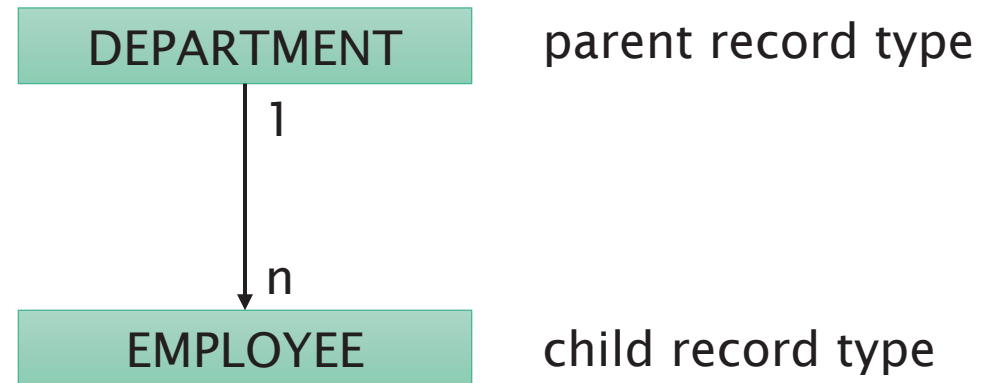 DEPARTMENT parent record type
1
n
EMPLOYEE child record type